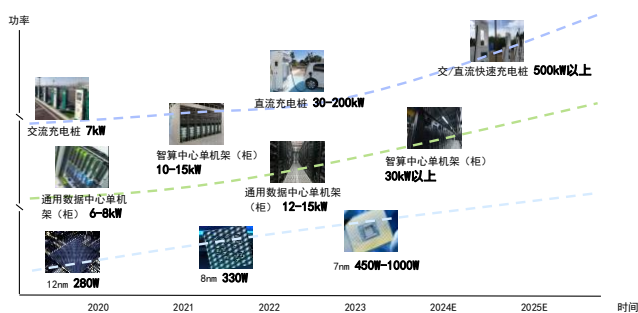 功率
交/直流快速充电桩 500kW以上
直流充电桩 30-200kW
交流充电桩 7kW
智算中心单机架（柜）
10-15kW
智算中心单机架（柜）
30kW以上
通用数据中心单机
架（柜） 6-8kW
通用数据中心单机架
（柜） 12-15kW
7nm 450W-1000W
8nm 330W
12nm 280W
2020 2021 2022 2023 2024E 2025E 时间